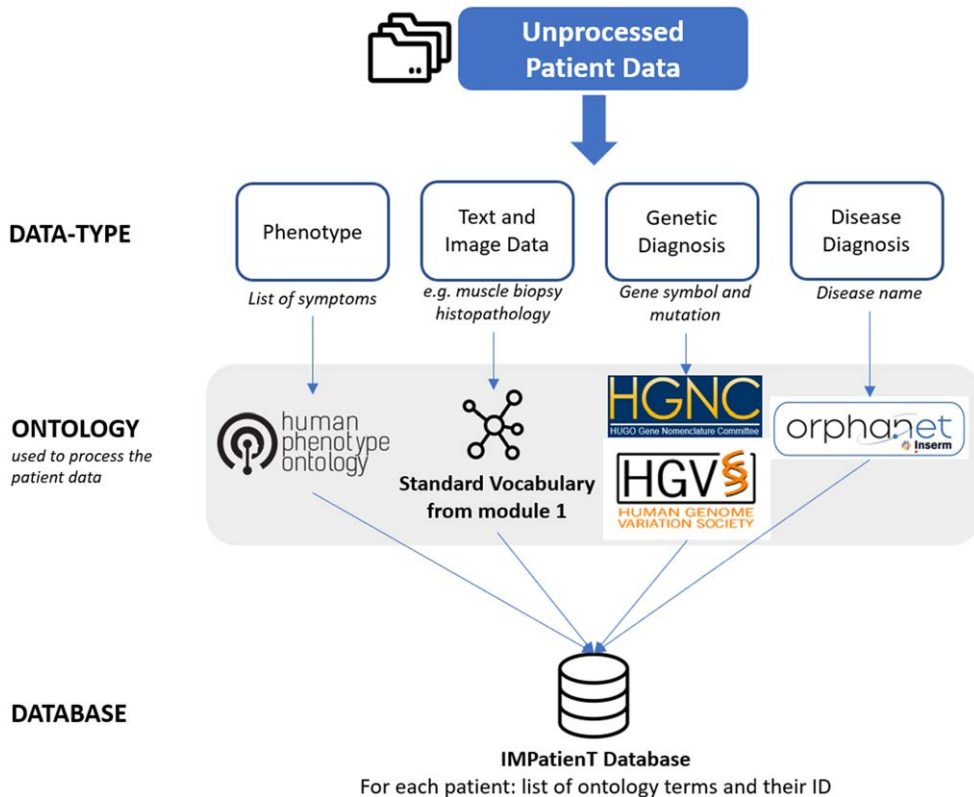 Unprocessed
Patient Data
DATA-TYPE
Phenotype
Text and
Image Data
Genetic
Diagnosis
Disease
Diagnosis
List of symptoms
e.g. muscle biopsy
histopathology
Gene symbol and
mutation
Disease name
ONTOLOGY
used to process the
patient data
human
phenotype
ontology
Standard Vocabulary
from module 1
HGNC
HUGO Gene Nomenclature Committee
HGVS
HUMAN GENOME
VARIATION SOCIETY
orphanet
Inserm
DATABASE
IMPatienT Database
For each patient: list of ontology terms and their ID